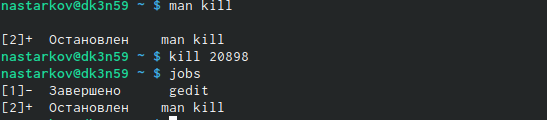 nastarkov@dk3n59 ~ $ man kill
[2]+  Остановлен    man kill
nastarkov@dk3n59 ~ $ kill 20898
nastarkov@dk3n59 ~ $ jobs
[1]-  Завершено     gedit
[2]+  Остановлен    man kill